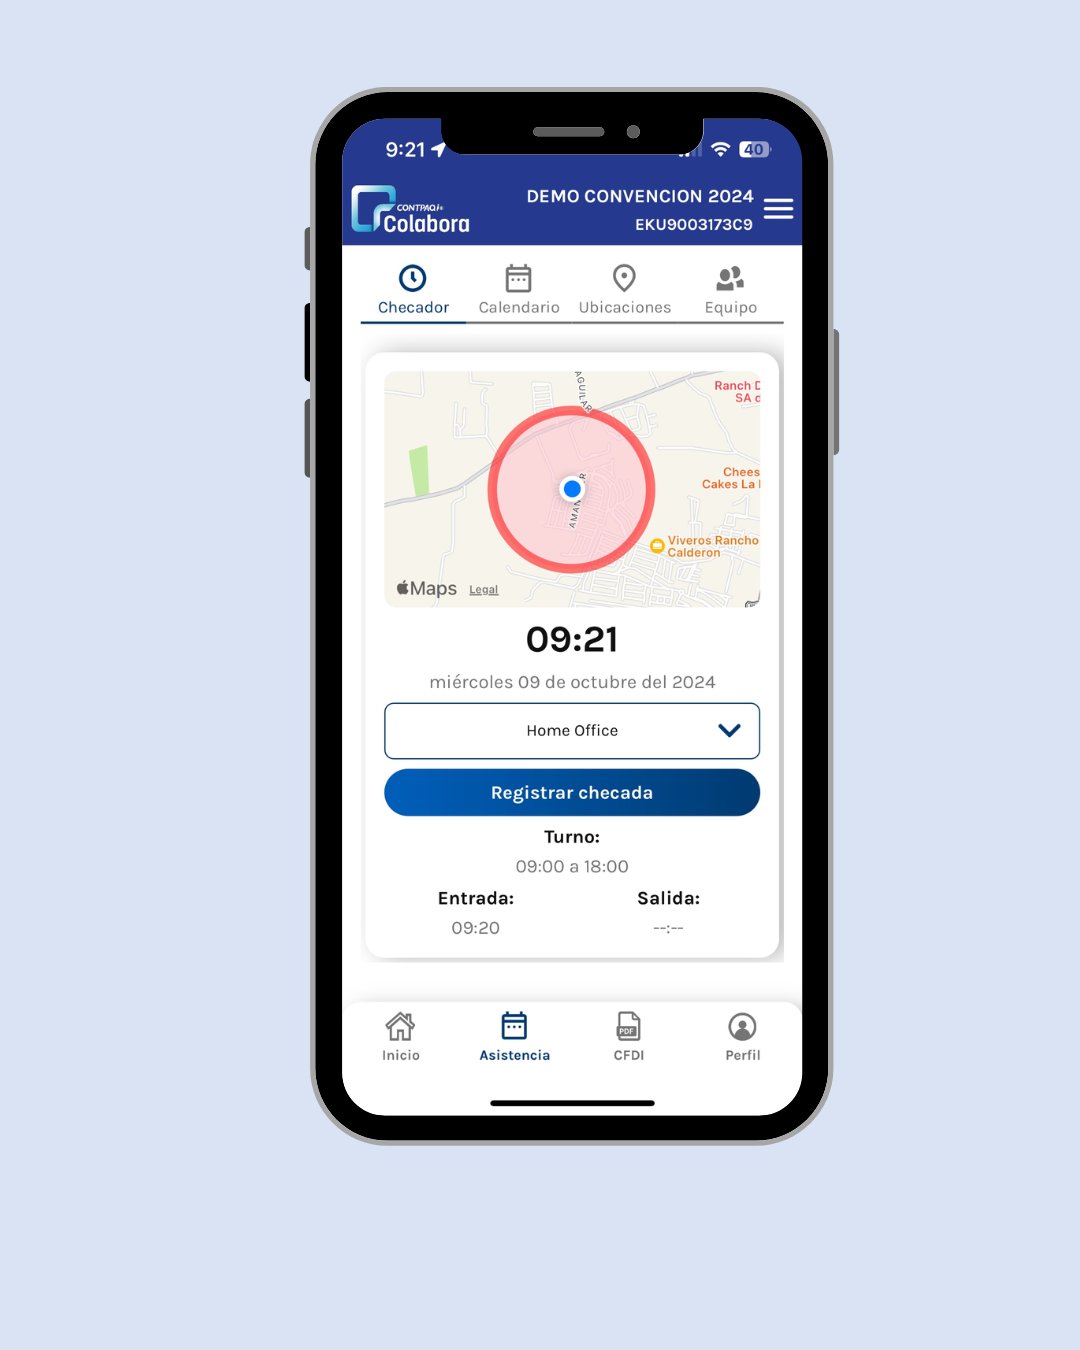 9:21
40
CONTPAQi®
Colabora
DEMO CONVENCION 2024
EKU9003173C9
Checador
Calendario
Ubicaciones
Equipo
AGUILAR
Ranch
SA d
Chees
Cakes La
AMAN
Viveros Rancho
Calderon
Maps
Legal
09:21
miércoles 09 de octubre del 2024
Home Office
Registrar checada
Turno:
09:00 a 18:00
Entrada:
Salida:
09:20
--:--
PDF
Inicio
Asistencia
CFDI
Perfil